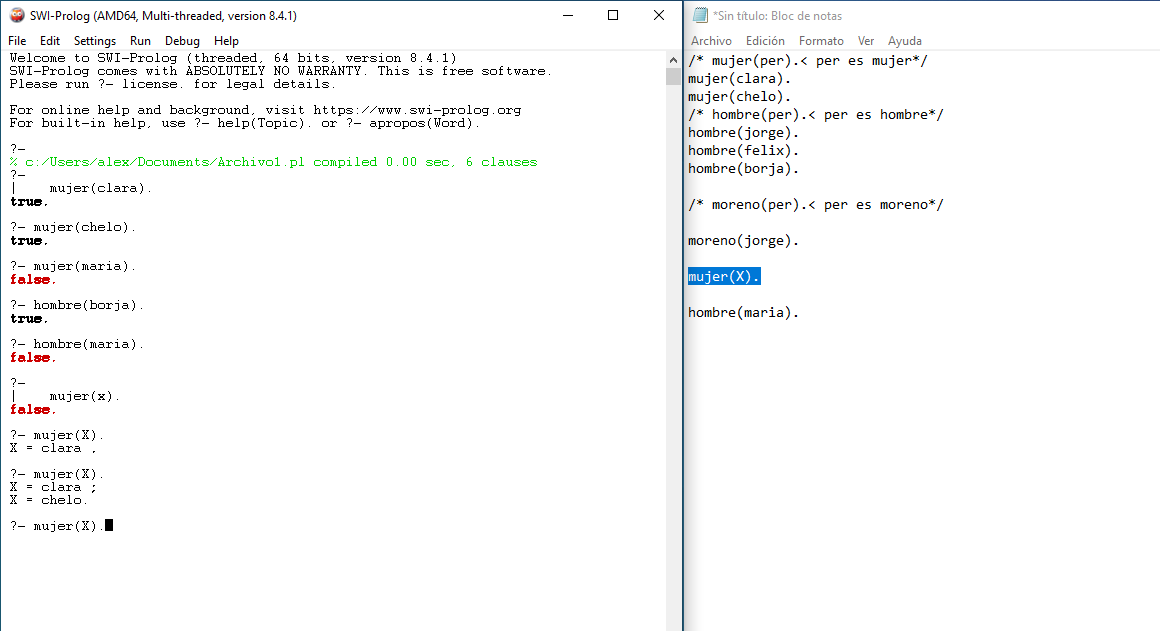 SWI-Prolog (AMD64, Multi-threaded, version 8.4.1)
File Edit Settings Run Debug Help
Welcome to SWI-Prolog (threaded, 64 bits, version 8.4.1)
SWI-Prolog comes with ABSOLUTELY NO WARRANTY. This is free software.
Please run ?- license. for legal details.
For online help and background, visit https://www.swi-prolog.org
For built-in help, use ?- help(Topic). or ?- apropos(Word).
?-
% c:/Users/alex/Documents/Archivo1.pl compiled 0.00 sec, 6 clauses
?-
|    mujer(clara).
true.
?- mujer(chelo).
true.
?- mujer(maria).
false.
?- hombre(borja).
true.
?- hombre(maria).
false.
?-
|    mujer(x).
false.
?- mujer(X).
X = clara .
?- mujer(X).
X = clara ;
X = chelo.
?- mujer(X).
*Sin título: Bloc de notas
Archivo Edición Formato Ver Ayuda
/* mujer(per).< per es mujer*/
mujer(clara).
mujer(chelo).
/* hombre(per).< per es hombre*/
hombre(jorge).
hombre(felix).
hombre(borja).
/* moreno(per).< per es moreno*/
moreno(jorge).
mujer(X).
hombre(maria).